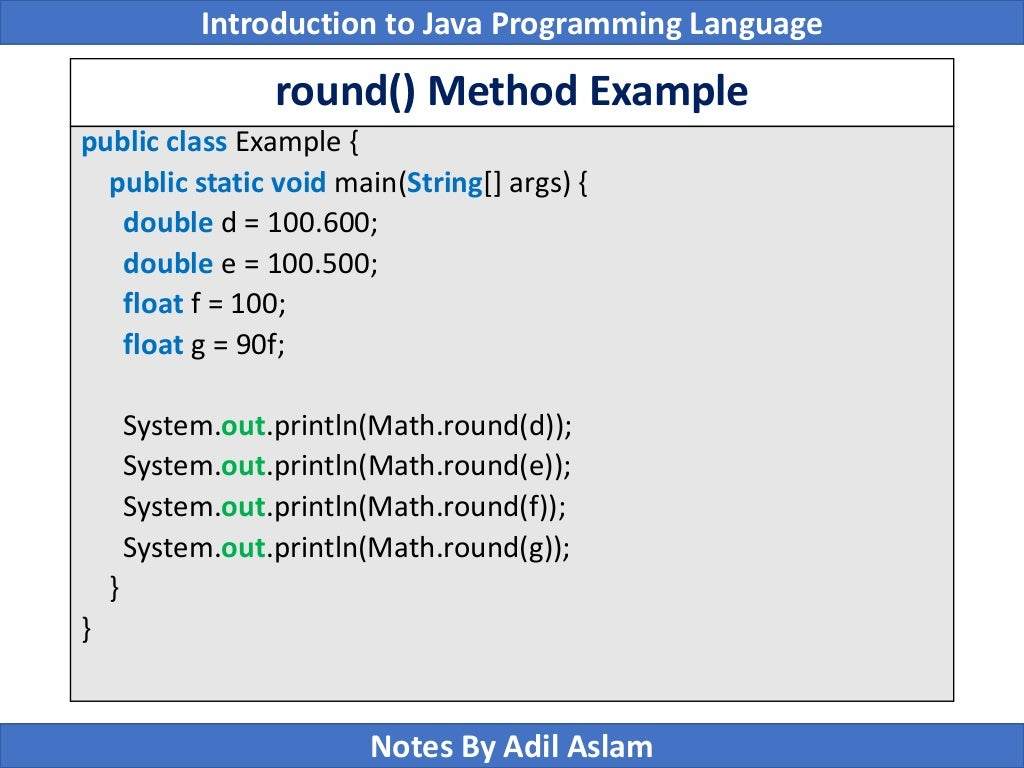 Introduction to Java Programming Language
round() Method Example
public class Example {
public static void main(String[] args) {
double d = 100.600;
double e = 100.500;
float f = 100;
float g = 90f;
System.out.println(Math.round(d));
System.out.println(Math.round(e));
System.out.println(Math.round(f));
System.out.println(Math.round(g));
}
}
Notes By Adil Aslam